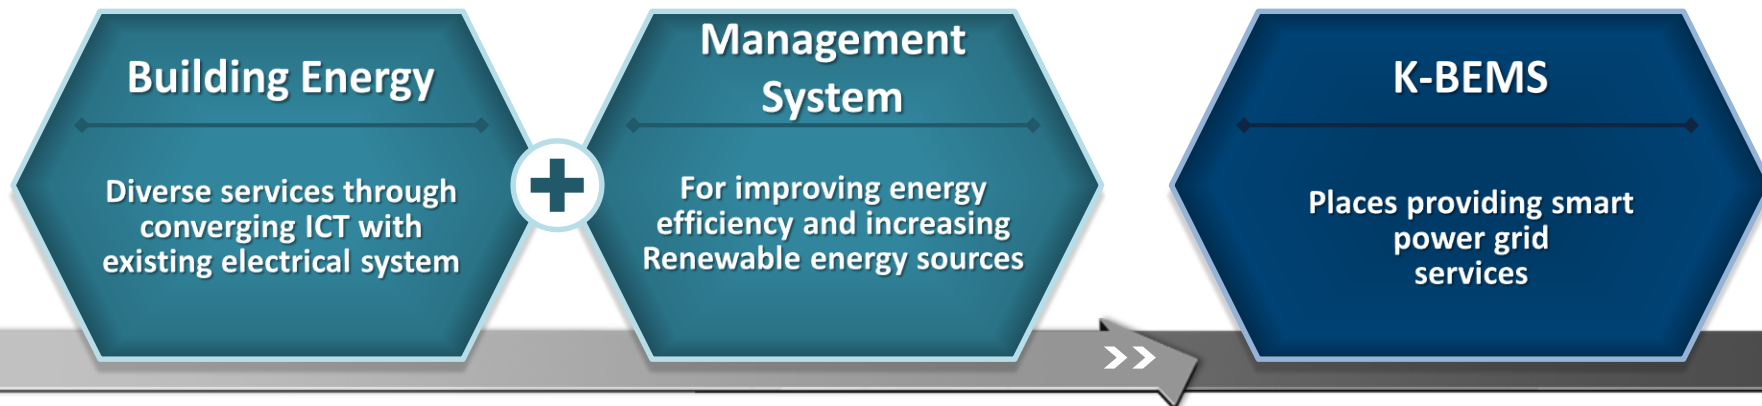 Building Energy
Diverse services through
converging ICT with
existing electrical system
Management
System
For improving energy
efficiency and increasing
Renewable energy sources
K-BEMS
Places providing smart
power grid
services